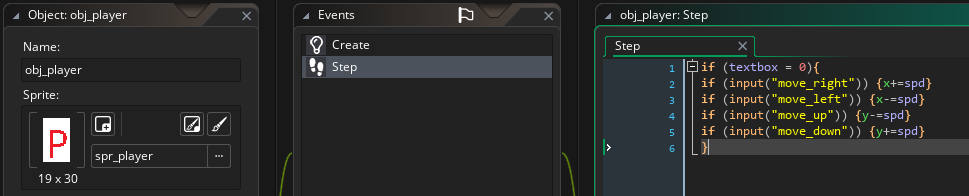 Object: obj_player
Name:
obj_player
Sprite:
P
spr_player
...
19 x 30
Events
Create
Step
obj_player: Step
Step
1 if (textbox = 0){
2 if (input("move_right")) {x+=spd}
3 if (input("move_left")) {x-=spd}
4 if (input("move_up")) {y-=spd}
5 if (input("move_down")) {y+=spd}
6 }